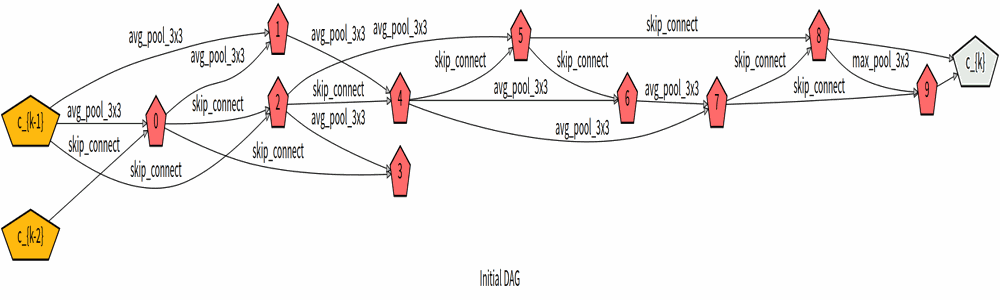 avg_pool_3x3
avg_pool_3x3
avg_pool_3x3
skip_connect
skip_connect
skip_connect
skip_connect
avg_pool_3x3
avg_pool_3x3
skip_connect
avg_pool_3x3
skip_connect
avg_pool_3x3
avg_pool_3x3
skip_connect
skip_connect
avg_pool_3x3
skip_connect
skip_connect
max_pool_3x3
c_{k-1}
c_{k-2}
0
1
2
3
4
5
6
7
8
9
c_{k}
Initial DAG